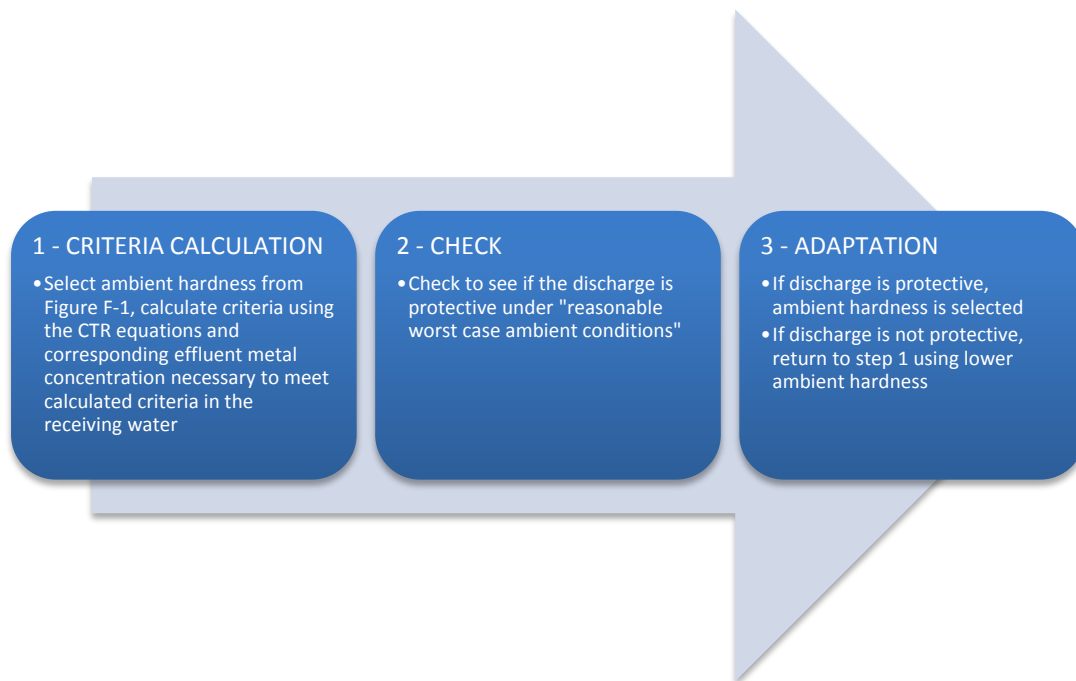 1 - CRITERIA CALCULATION
•Select ambient hardness from
Figure F-1, calculate criteria using
the CTR equations and
corresponding effluent metal
concentration necessary to meet
calculated criteria in the
receiving water
2 - CHECK
•Check to see if the discharge is
protective under "reasonable
worst case ambient conditions"
3 - ADAPTATION
•If discharge is protective,
ambient hardness is selected
•If discharge is not protective,
return to step 1 using lower
ambient hardness